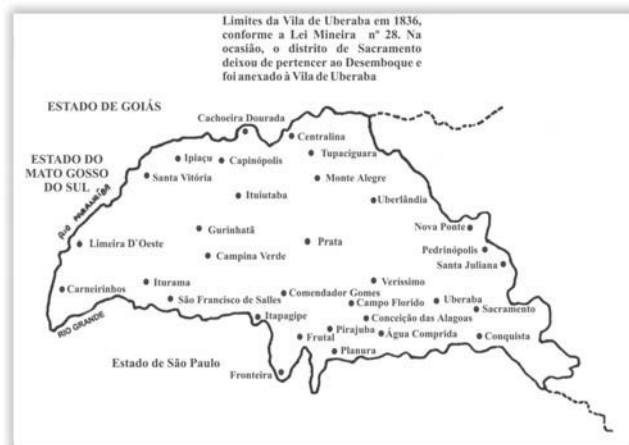 Limites da Vila de Uberaba em 1836,
conforme a Lei Mineira nº 28. Na
ocasião, o distrito de Sacramento
deixou de pertencer ao Desemboque e
foi anexado à Vila de Uberaba
ESTADO DE GOIÁS
Cachoeira Dourada
Centralina
ESTADO DO
MATO GOSSO
DO SUL
Ipiaçu
Capinópolis
Tupaciguara
Santa Vitória
Monte Alegre
Ituiutaba
Uberlândia
RIO PARANAÍBA
Gurinhatã
Nova Ponte
Limeira D'Oeste
Prata
Pedrinópolis
Campina Verde
Santa Juliana
Iturama
Veríssimo
Carneirinhos
São Francisco de Salles
Comendador Gomes
Campo Florido
Uberaba
Sacramento
RIO GRANDE
Itapagipe
Conceição das Alagoas
Pirajuba
Água Comprida
Frutal
Conquista
Planura
Estado de São Paulo
Fronteira